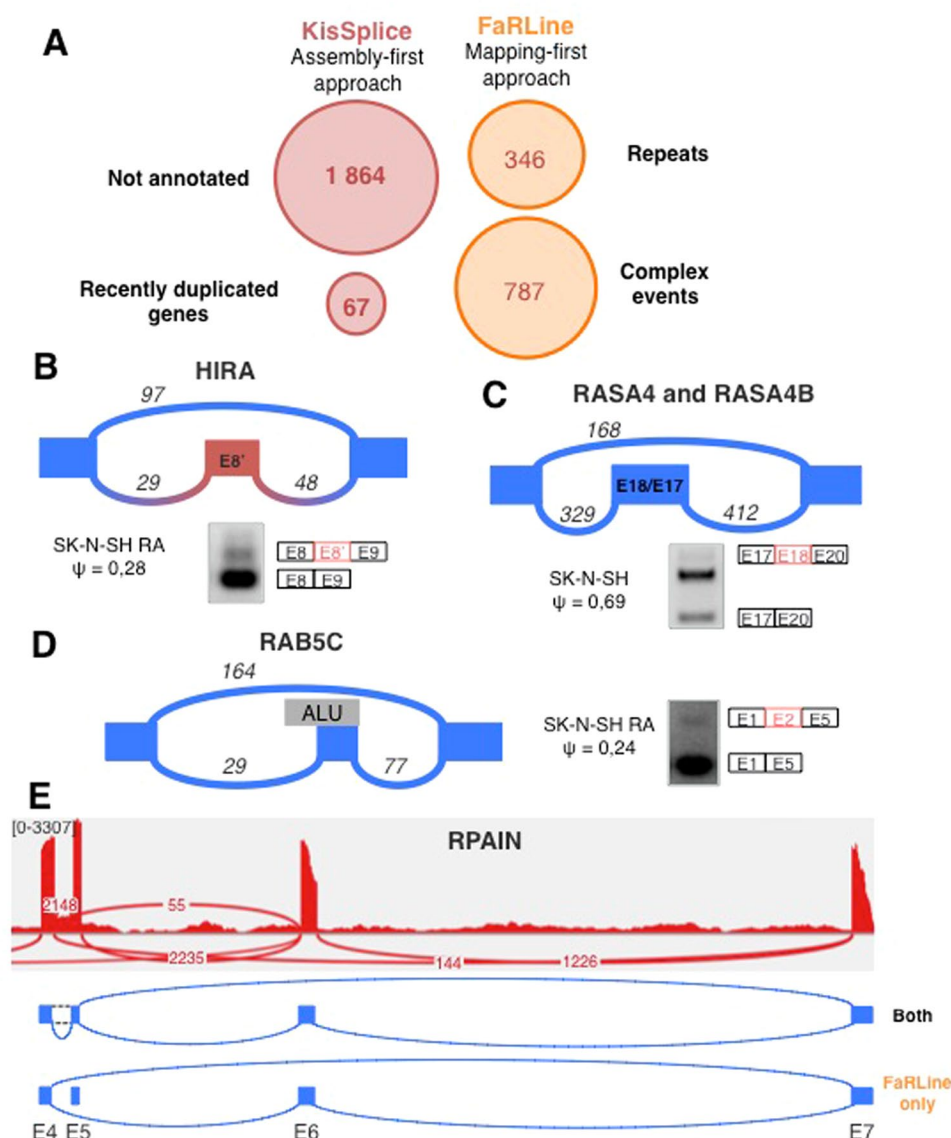 A
KisSplice
Assembly-first
approach
FaRLine
Mapping-first
approach
Not annotated
1 864
346
Repeats
Recently duplicated
genes
67
787
Complex
events
B
HIRA
97
E8'
29
48
SK-N-SH RA
ψ = 0,28
E8 E8' E9
E8 E9
C
RASA4 and RASA4B
168
E18/E17
329
412
SK-N-SH
ψ = 0,69
E17 E18 E20
E17 E20
D
RAB5C
164
ALU
29
77
SK-N-SH RA
ψ = 0,24
E1 E2 E5
E1 E5
E
[0-3307]
RPAIN
2148
55
2235
144
1226
Both
FaRLine
only
E4 E5 E6 E7